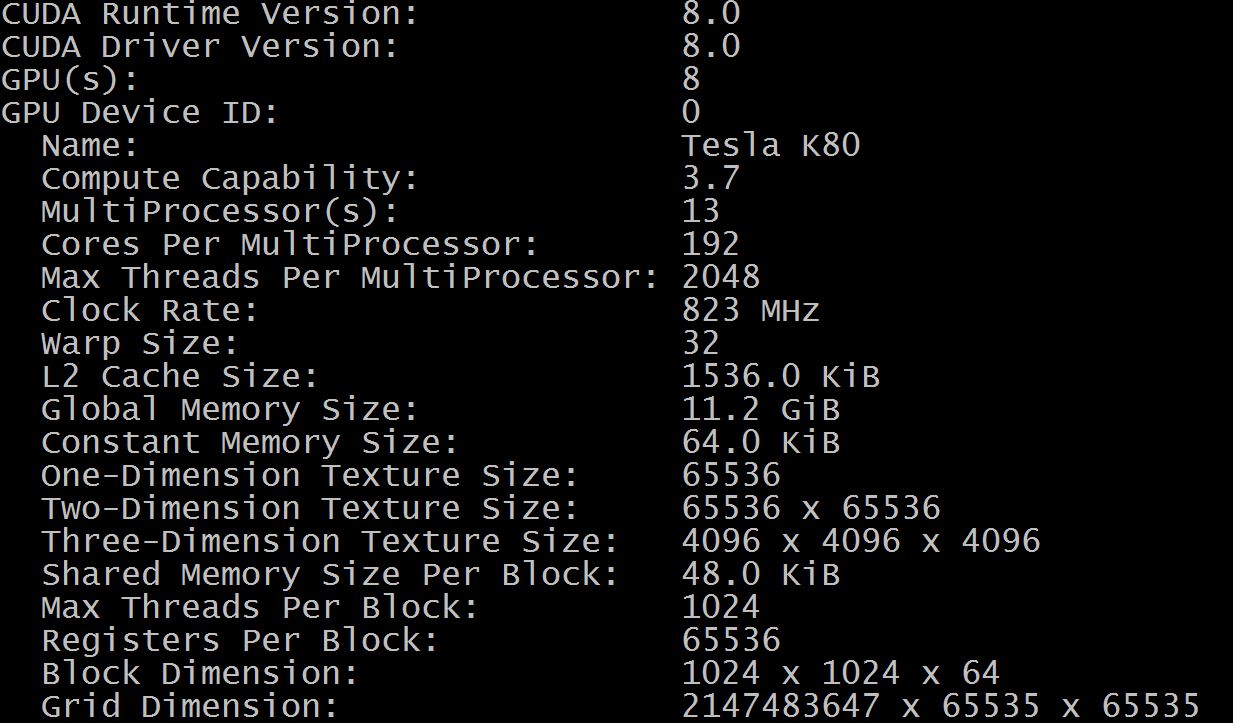 CUDA Runtime Version: 8.0
CUDA Driver Version: 8.0
GPU(s): 8
GPU Device ID: 0
Name: Tesla K80
Compute Capability: 3.7
MultiProcessor(s): 13
Cores Per MultiProcessor: 192
Max Threads Per MultiProcessor: 2048
Clock Rate: 823 MHz
Warp Size: 32
L2 Cache Size: 1536.0 KiB
Global Memory Size: 11.2 GiB
Constant Memory Size: 64.0 KiB
One-Dimension Texture Size: 65536
Two-Dimension Texture Size: 65536 x 65536
Three-Dimension Texture Size: 4096 x 4096 x 4096
Shared Memory Size Per Block: 48.0 KiB
Max Threads Per Block: 1024
Registers Per Block: 65536
Block Dimension: 1024 x 1024 x 64
Grid Dimension: 2147483647 x 65535 x 65535